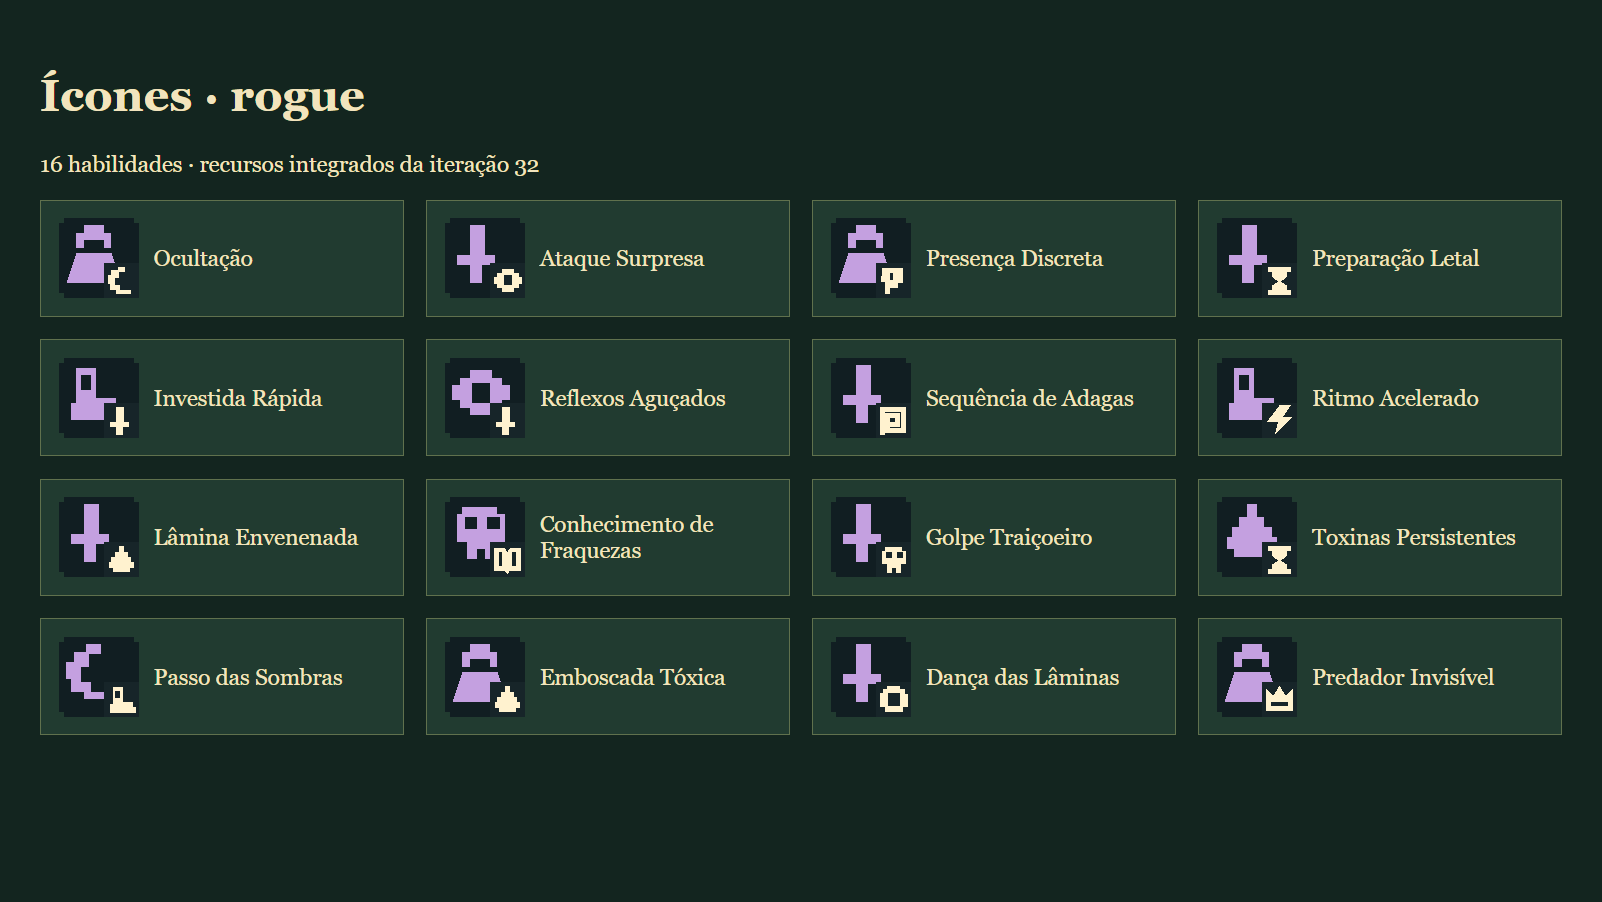 Ícones · rogue
16 habilidades · recursos integrados da iteração 32
Ocultação
Ataque Surpresa
Presença Discreta
Preparação Letal
Investida Rápida
Reflexos Aguçados
Sequência de Adagas
Ritmo Acelerado
Lâmina Envenenada
Conhecimento de
Fraquezas
Golpe Traiçoeiro
Toxinas Persistentes
Passo das Sombras
Emboscada Tóxica
Dança das Lâminas
Predador Invisível